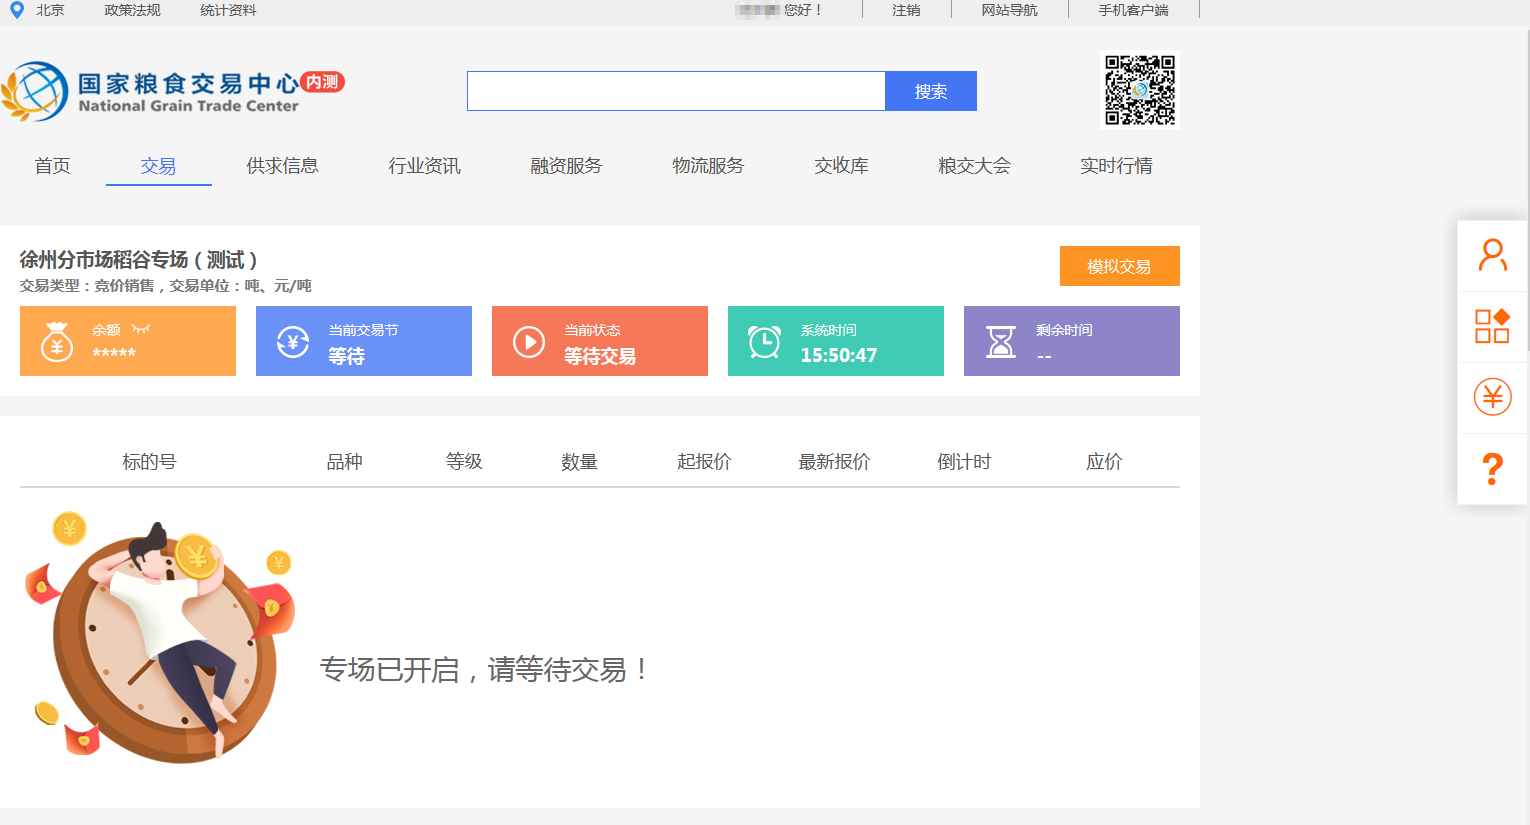 北京 政策法规 统计资料 您好！ 注销 网站导航 手机客户端
国家粮食交易中心 内测
National Grain Trade Center
搜索
首页 交易 供求信息 行业资讯 融资服务 物流服务 交收库 粮交大会 实时行情
徐州分市场稻谷专场（测试）
模拟交易
交易类型：竞价销售，交易单位：吨、元/吨
余额
*****
当前交易节
等待
当前状态
等待交易
系统时间
15:50:47
剩余时间
--
标的号 品种 等级 数量 起报价 最新报价 倒计时 应价
专场已开启，请等待交易！